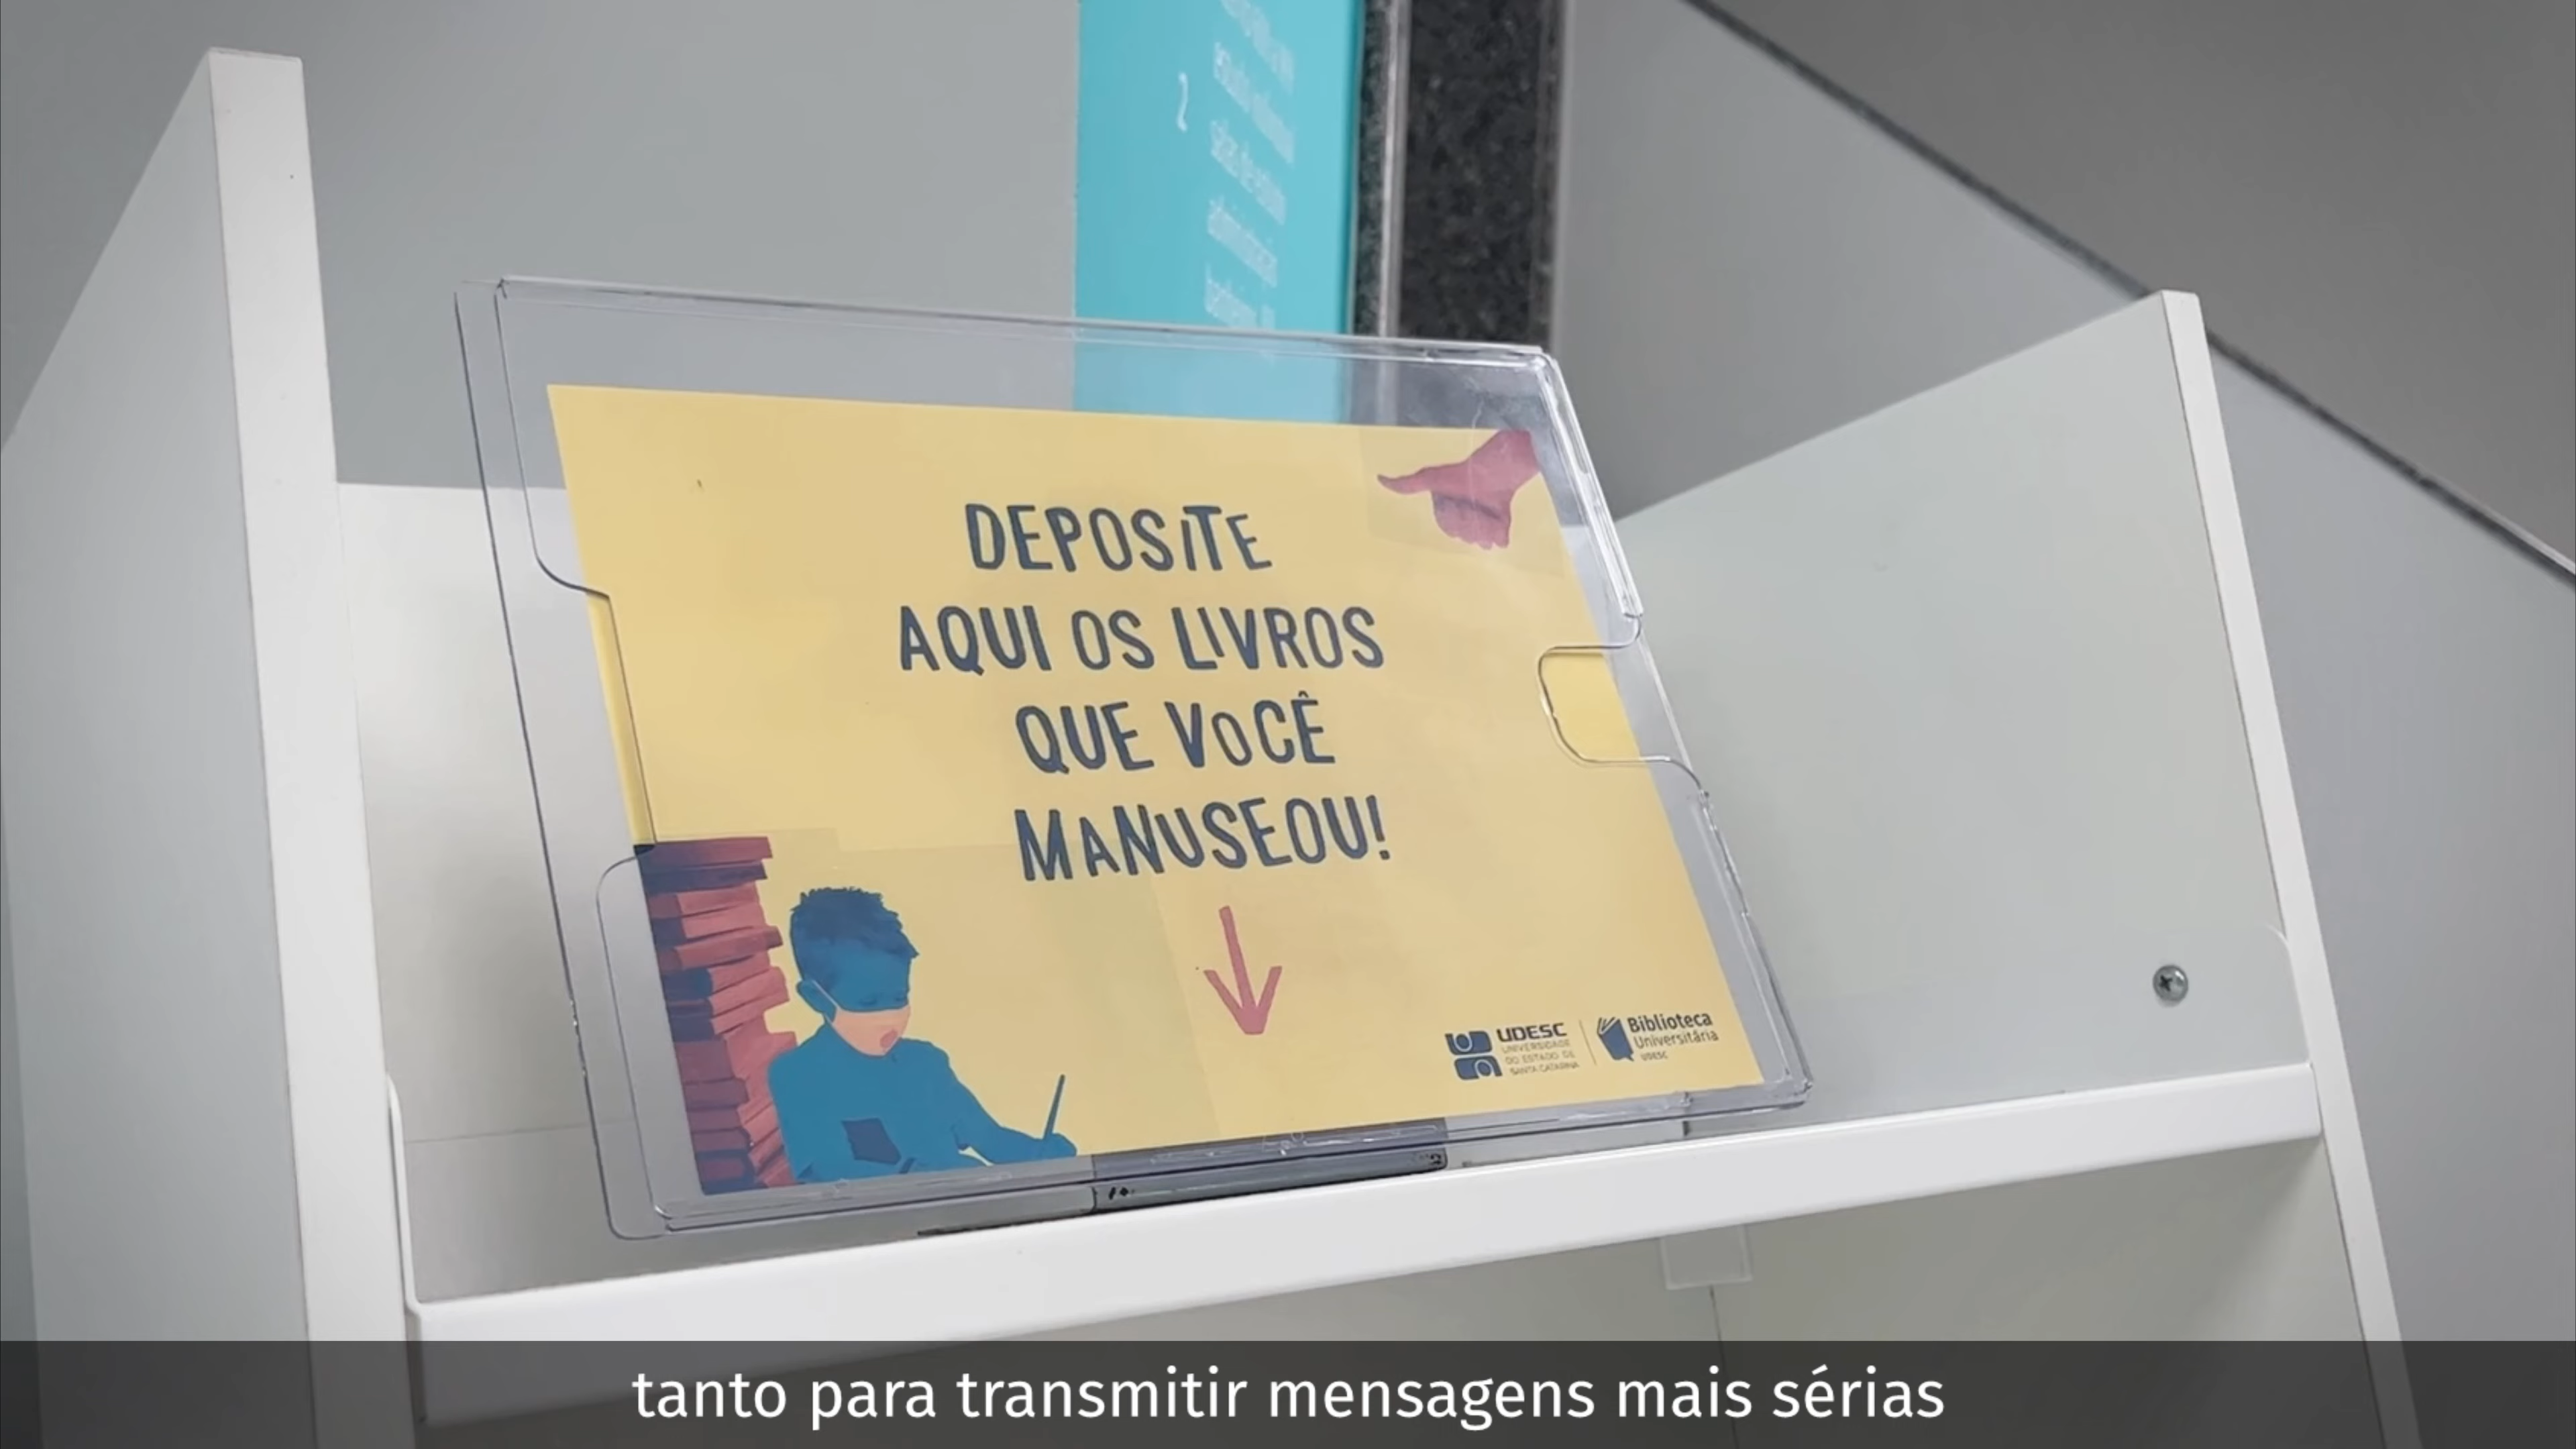 DEPOSITE
AQUI OS LIVROS
QUE VOCÊ
MANUSEOU!
UDESC
UNIVERSIDADE
DO ESTADO DE
SANTA CATARINA
Biblioteca
Universitária
UDESC
tanto para transmitir mensagens mais sérias